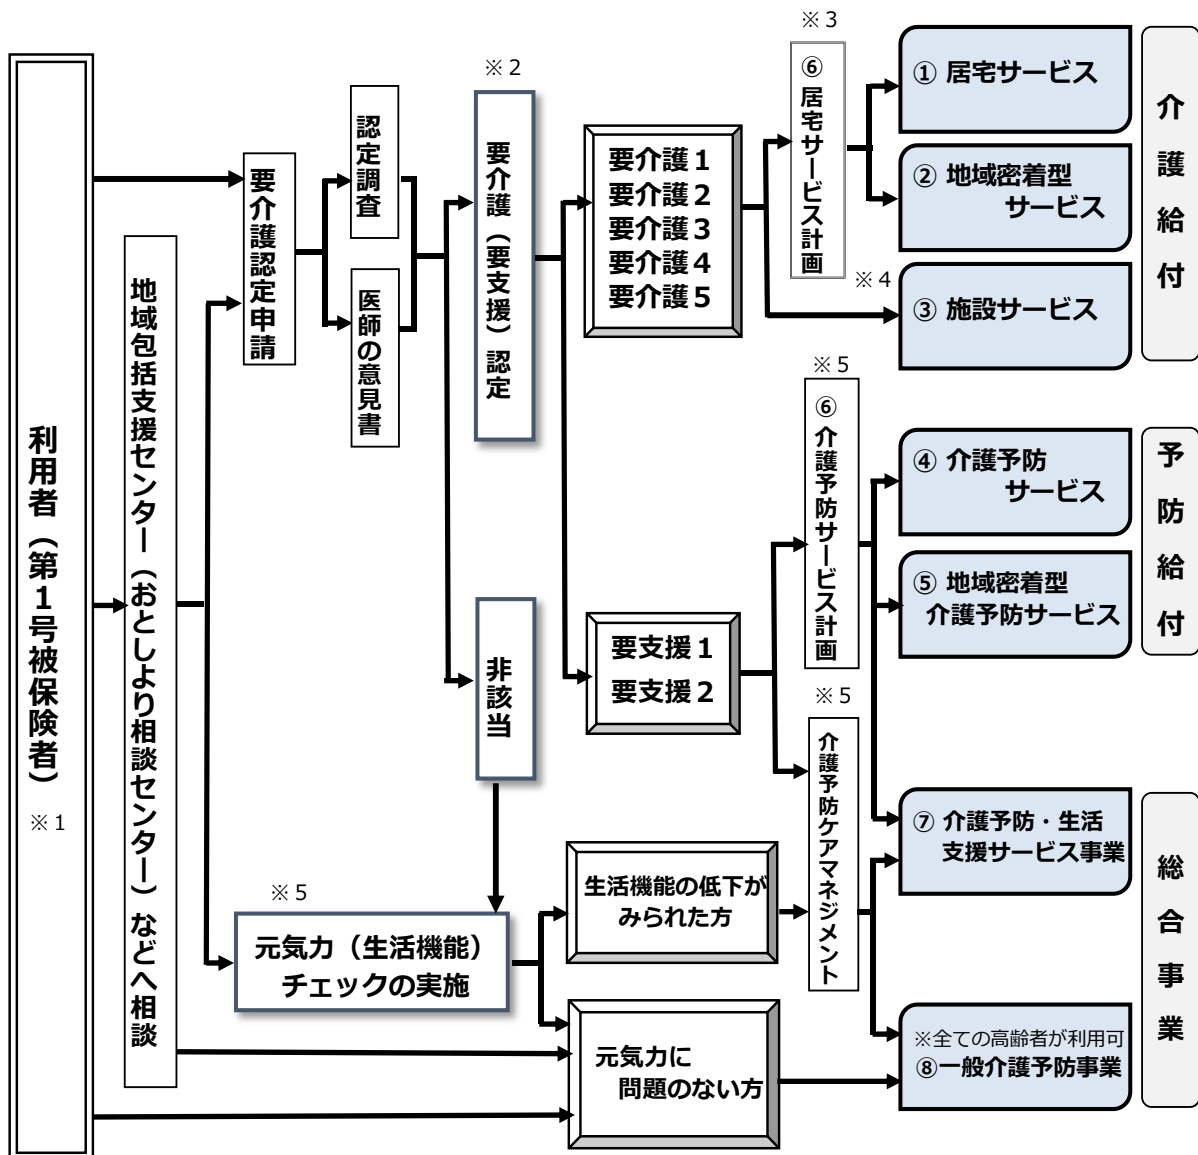 利用者（第１号被保険者）
※１
地域包括支援センター（おとしより相談センター）などへ相談
要介護認定申請
認定調査
医師の意見書
※２
要介護（要支援）認定
非該当
※５
元気力（生活機能）
チェックの実施
要介護１
要介護２
要介護３
要介護４
要介護５
要支援１
要支援２
生活機能の低下が
みられた方
元気力に
問題のない方
※３
⑥居宅サービス計画
※４
※５
⑥介護予防サービス計画
※５
介護予防ケアマネジメント
① 居宅サービス
② 地域密着型
サービス
③ 施設サービス
介護給付
④ 介護予防
サービス
⑤ 地域密着型
介護予防サービス
予防給付
⑦ 介護予防・生活
支援サービス事業
※全ての高齢者が利用可
⑧一般介護予防事業
総合事業